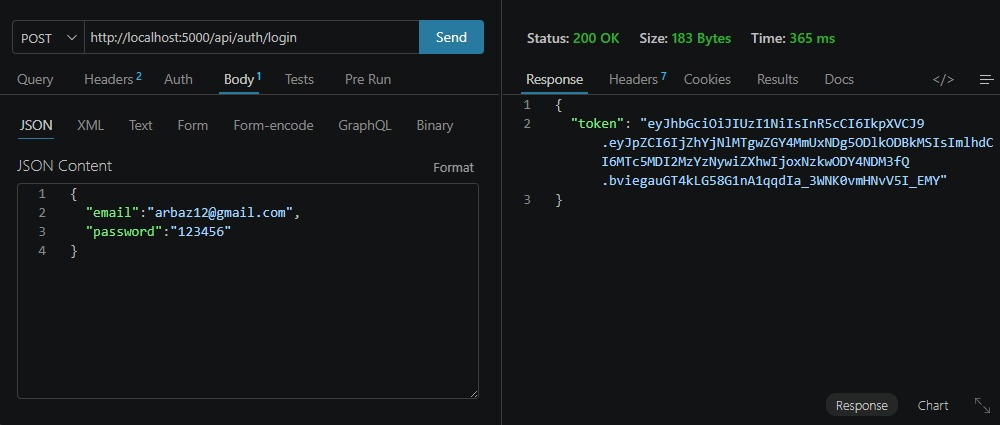 POST http://localhost:5000/api/auth/login Send
Query Headers 2 Auth Body 1 Tests Pre Run
JSON XML Text Form Form-encode GraphQL Binary
JSON Content Format
1 {
2 "email":"arbaz12@gmail.com",
3 "password":"123456"
4 }
Status: 200 OK Size: 183 Bytes Time: 365 ms
Response Headers 7 Cookies Results Docs </>
1 {
2 "token": "eyJhbGciOiJIUzI1NiIsInR5cCI6IkpXVCJ9
.eyJpZCI6IjZhYjNlMTgwZGY4MmUxNDg5ODlkODBkMSIsImlhdC
I6MTc5MDI2MzYzNywiZXhwIjoxNzkwODY4NDM3fQ
.bviegauGT4kLG58G1nA1qqdIa_3WNK0vmHNvV5I_EMY"
3 }
Response Chart